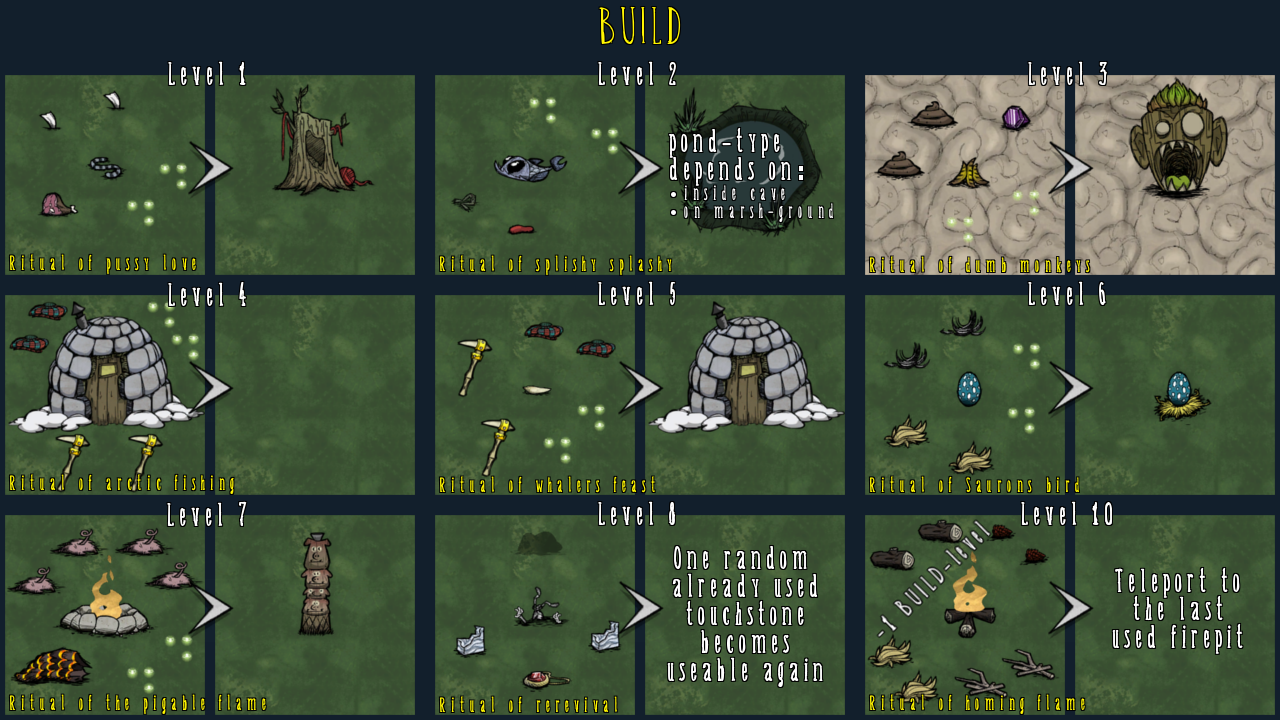 BUILD
Level 1
Ritual of pussy love
Level 2
pond-type
depends on:
• inside cave
• on marsh-ground
Ritual of splishy splashy
Level 3
Ritual of dumb monkeys
Level 4
Ritual of arctic fishing
Level 5
Ritual of whalers feast
Level 6
Ritual of Saurons bird
Level 7
Ritual of the pigable flame
Level 8
One random
already used
touchstone
becomes
useable again
Ritual of rerevival
Level 10
-1 BUILD-level
Teleport to
the last
used firepit
Ritual of homing flame